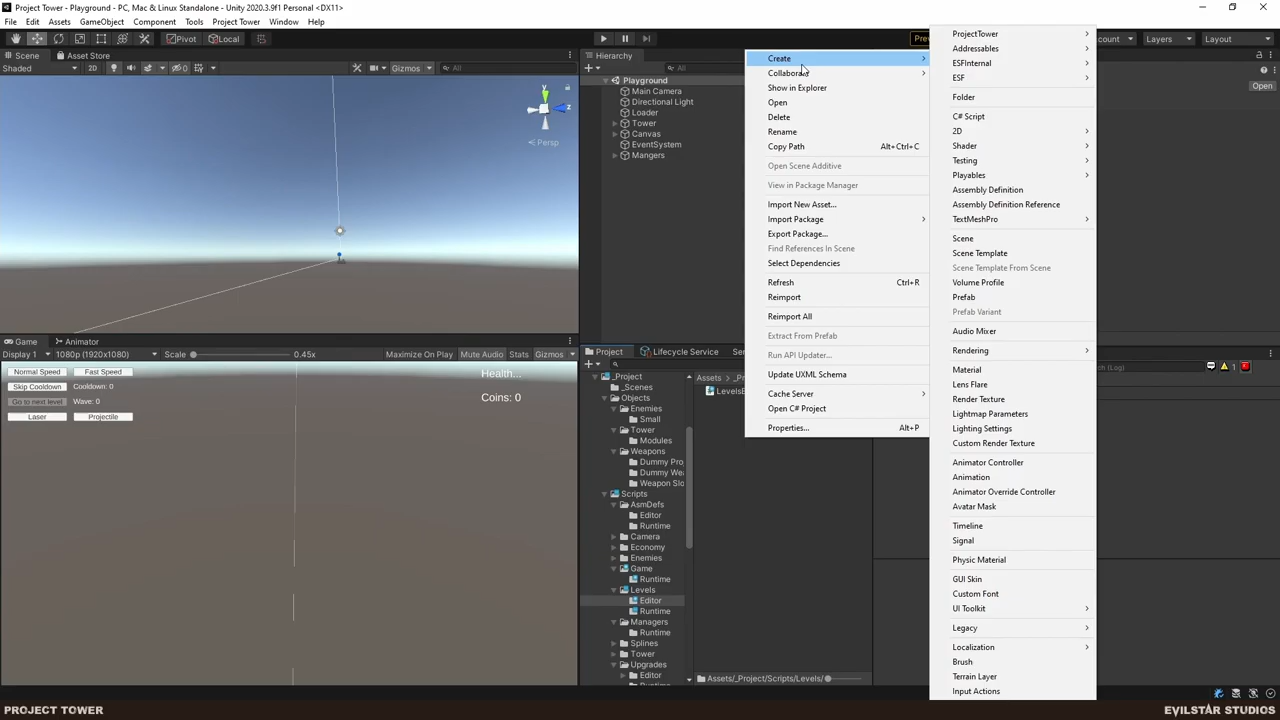 Project Tower - Playground - PC, Mac & Linux Standalone - Unity 2020.3.9f1 Personal <DX11>
File Edit Assets GameObject Component Tools Project Tower Window Help
Pivot Local
count Layers Layout
Scene Asset Store
Shaded 2D 0 Gizmos All
Hierarchy
All
Playground
Main Camera
Directional Light
Loader
Tower
Canvas
EventSystem
Mangers
Persp
Open
Game Animator
Display 1 1080p (1920x1080) Scale 0.45x Maximize On Play Mute Audio Stats Gizmos
Normal Speed Fast Speed
Skip Cooldown Cooldown: 0
Go to next level Wave: 0
Laser Projectile
Health...
Coins: 0
Project Lifecycle Service
_Project
_Scenes
Objects
Enemies
Small
Tower
Modules
Weapons
Dummy Pro
Dummy Wea
Weapon Slo
Scripts
AsmDefs
Editor
Runtime
Camera
Economy
Enemies
Game
Runtime
Levels
Editor
Runtime
Managers
Runtime
Splines
Tower
Upgrades
Editor
Assets
Assets/_Project/Scripts/Levels/
1
Create
Collaborate
Show in Explorer
Open
Delete
Rename
Copy Path Alt+Ctrl+C
Open Scene Additive
View in Package Manager
Import New Asset...
Import Package
Export Package...
Find References In Scene
Select Dependencies
Refresh Ctrl+R
Reimport
Reimport All
Extract From Prefab
Run API Updater...
Update UXML Schema
Cache Server
Open C# Project
Properties... Alt+P
ProjectTower
Addressables
ESFInternal
ESF
Folder
C# Script
2D
Shader
Testing
Playables
Assembly Definition
Assembly Definition Reference
TextMeshPro
Scene
Scene Template
Scene Template From Scene
Volume Profile
Prefab
Prefab Variant
Audio Mixer
Rendering
Material
Lens Flare
Render Texture
Lightmap Parameters
Lighting Settings
Custom Render Texture
Animator Controller
Animation
Animator Override Controller
Avatar Mask
Timeline
Signal
Physic Material
GUI Skin
Custom Font
UI Toolkit
Legacy
Localization
Brush
Terrain Layer
Input Actions
PROJECT TOWER
EVILSTAR STUDIOS